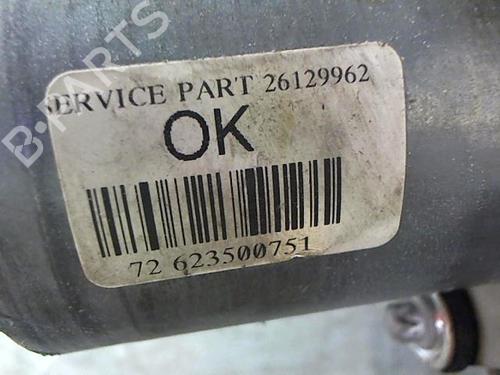 SERVICE PART 26129962
OK
72 623500751
B-PARTS